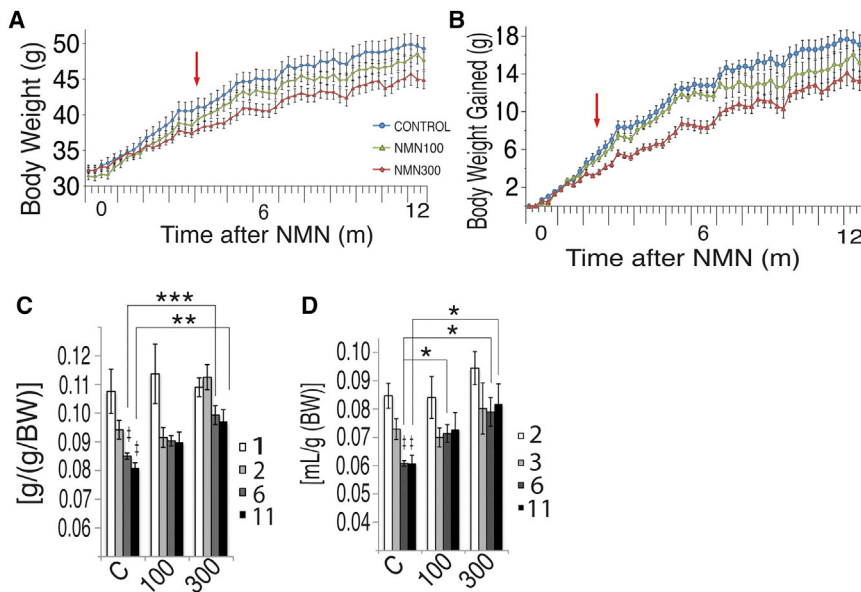 A
Body Weight (g)
50
45
40
35
30
CONTROL
NMN100
NMN300
0 6 12
Time after NMN (m)
B
Body Weight Gained (g)
18
14
10
6
2
0 6 12
Time after NMN (m)
C
***
**
[g/(g/BW)]
0.12
0.11
0.10
0.09
0.08
0.07
0.06
‡
‡
1
2
6
11
C 100 300
D
*
*
*
[mL/g (BW)]
0.10
0.09
0.08
0.07
0.06
0.05
0.04
‡‡
2
3
6
11
C 100 300